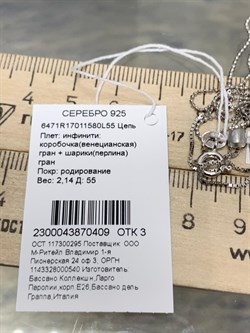 СЕРЕБРО 925
6471R17011580L55 Цепь
Плет: инфинити:
коробочка(венецианская)
гран + шарики(перлина)
гран
Покр: родирование
Вес: 2,14 Д: 55
2300043870409 ОТК 3
ОСТ 117300295 Поставщик: ООО
М-Ритейл Владимир 1-я
Пионерская 24 оф 3, ОРГН
1143328000540 Изготовитель:
Бассано Коллекшн,Ларго
Паролии,корп.Е26,Бассано дель
Граппа,Италия